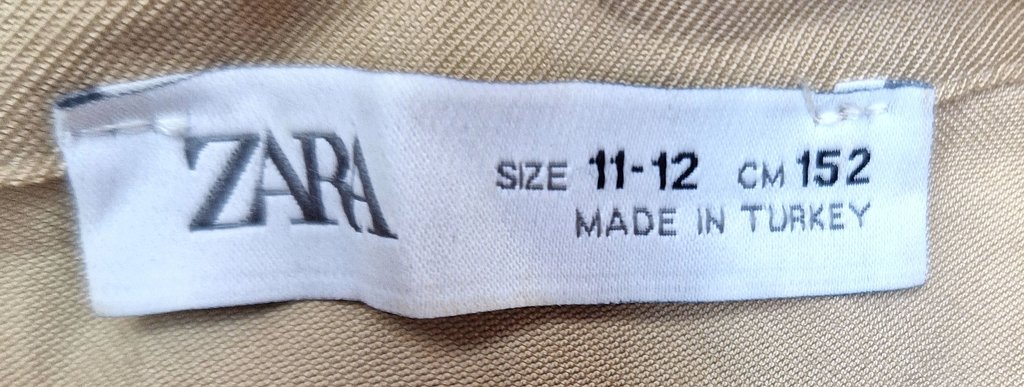 ZARA
SIZE 11-12 CM 152
MADE IN TURKEY